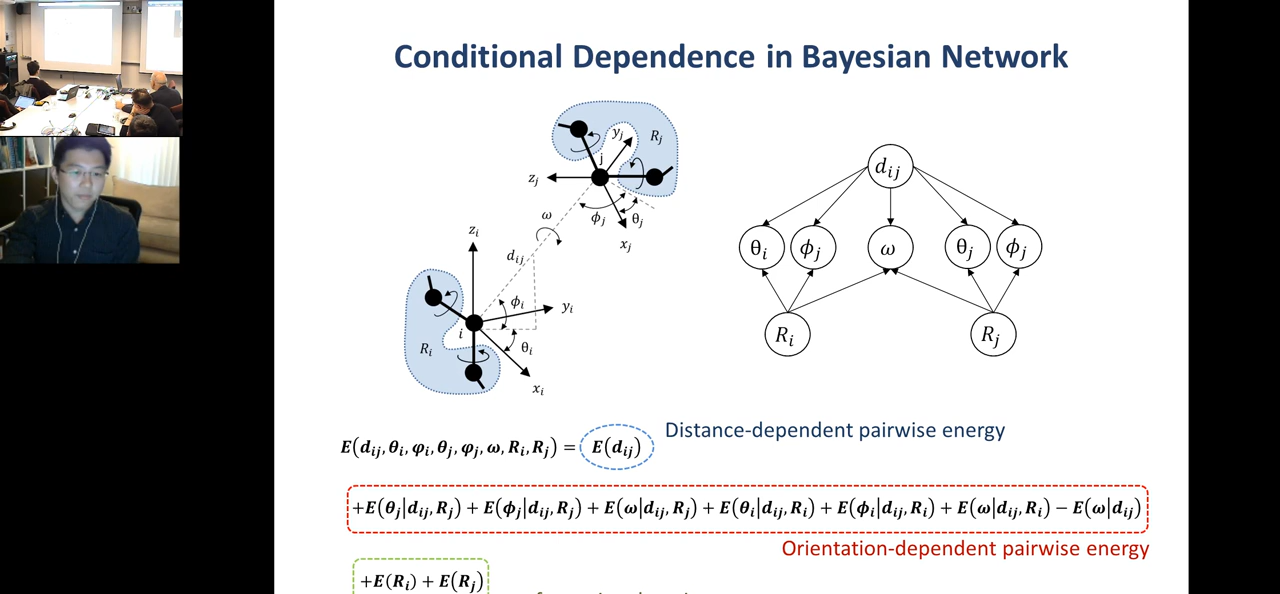 Conditional Dependence in Bayesian Network
y_j
R_j
j
z_j
ϕ_j
θ_j
x_j
ω
z_i
d_ij
ϕ_i
y_i
i
R_i
θ_i
x_i
d_ij
θ_i ϕ_j ω θ_j ϕ_j
R_i R_j
E(d_ij, θ_i, φ_i, θ_j, φ_j, ω, R_i, R_j) = E(d_ij) Distance-dependent pairwise energy
+E(θ_j|d_ij, R_j) + E(ϕ_j|d_ij, R_j) + E(ω|d_ij, R_j) + E(θ_i|d_ij, R_i) + E(ϕ_i|d_ij, R_i) + E(ω|d_ij, R_i) − E(ω|d_ij)
Orientation-dependent pairwise energy
+E(R_i) + E(R_j)